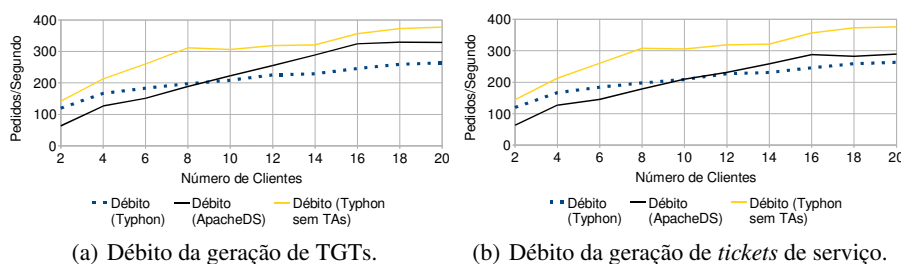 Pedidos/Segundo
400
300
200
100
0
2 4 6 8 10 12 14 16 18 20
Número de Clientes
Débito (Typhon)
Débito (ApacheDS)
Débito (Typhon sem TAs)
(a) Débito da geração de TGTs.
Pedidos/Segundo
400
300
200
100
0
2 4 6 8 10 12 14 16 18 20
Número de Clientes
Débito (Typhon)
Débito (ApacheDS)
Débito (Typhon sem TAs)
(b) Débito da geração de tickets de serviço.